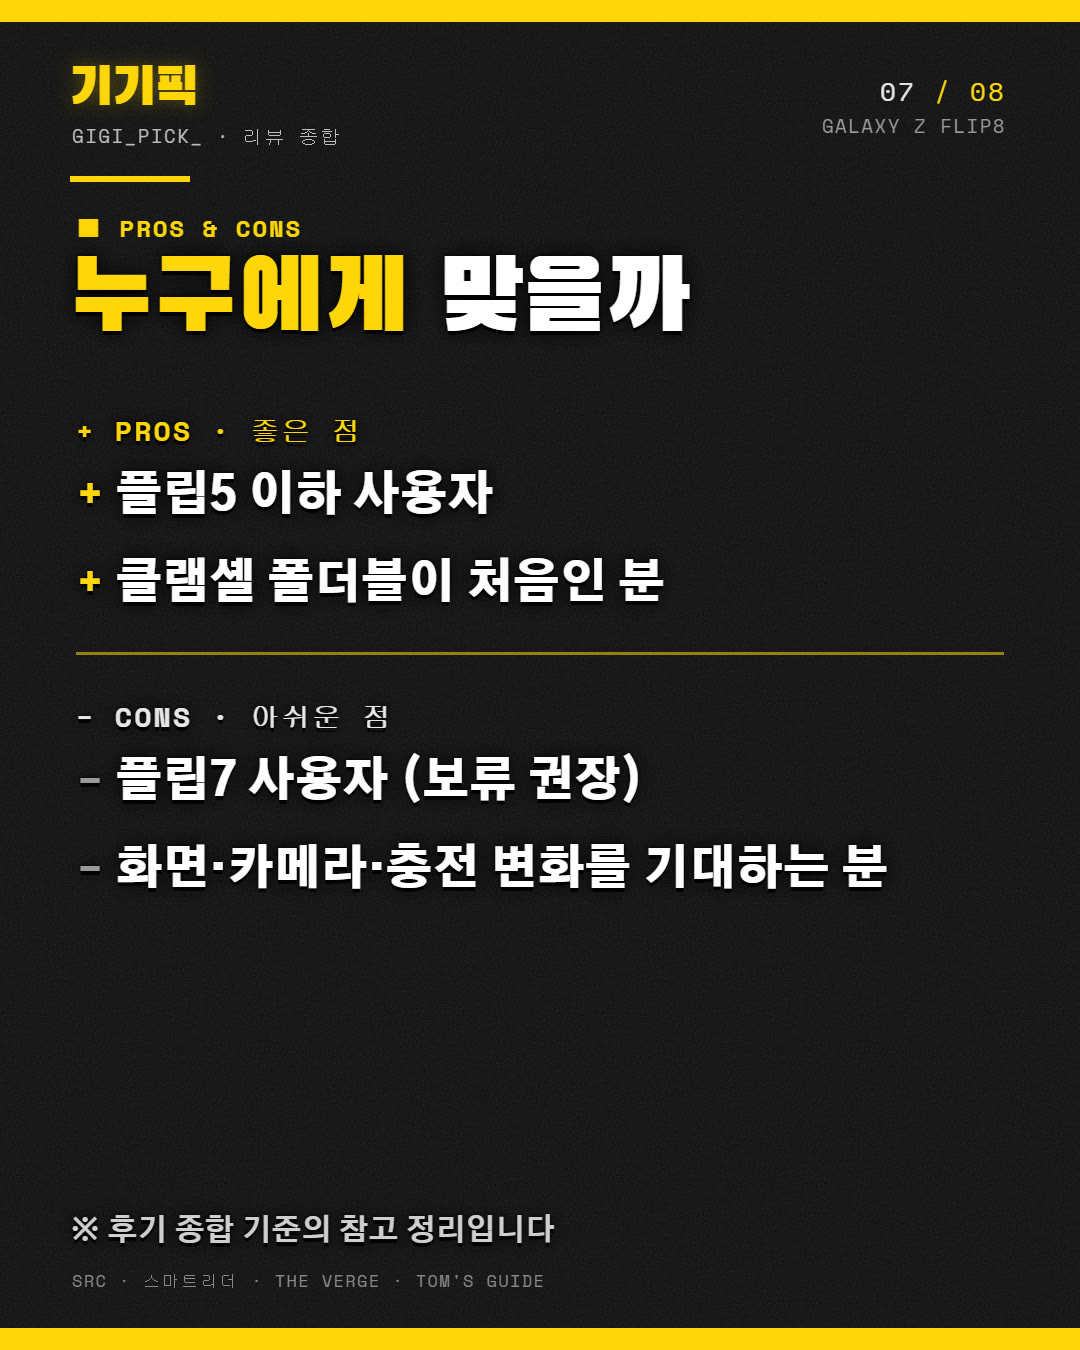 기기픽
GIGI_PICK_ · 리뷰 종합
07 / 08
GALAXY Z FLIP8
■ PROS & CONS
누구에게 맞을까
+ PROS · 좋은 점
+ 플립5 이하 사용자
+ 클램셸 폴더블이 처음인 분
– CONS · 아쉬운 점
– 플립7 사용자 (보류 권장)
– 화면·카메라·충전 변화를 기대하는 분
※ 후기 종합 기준의 참고 정리입니다
SRC · 스마트리더 · THE VERGE · TOM'S GUIDE